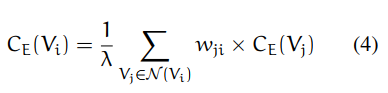 C_E(V_i) = \frac{1}{\lambda} \sum_{V_j \in \mathcal{N}(V_i)} w_{ji} \times C_E(V_j) (4)